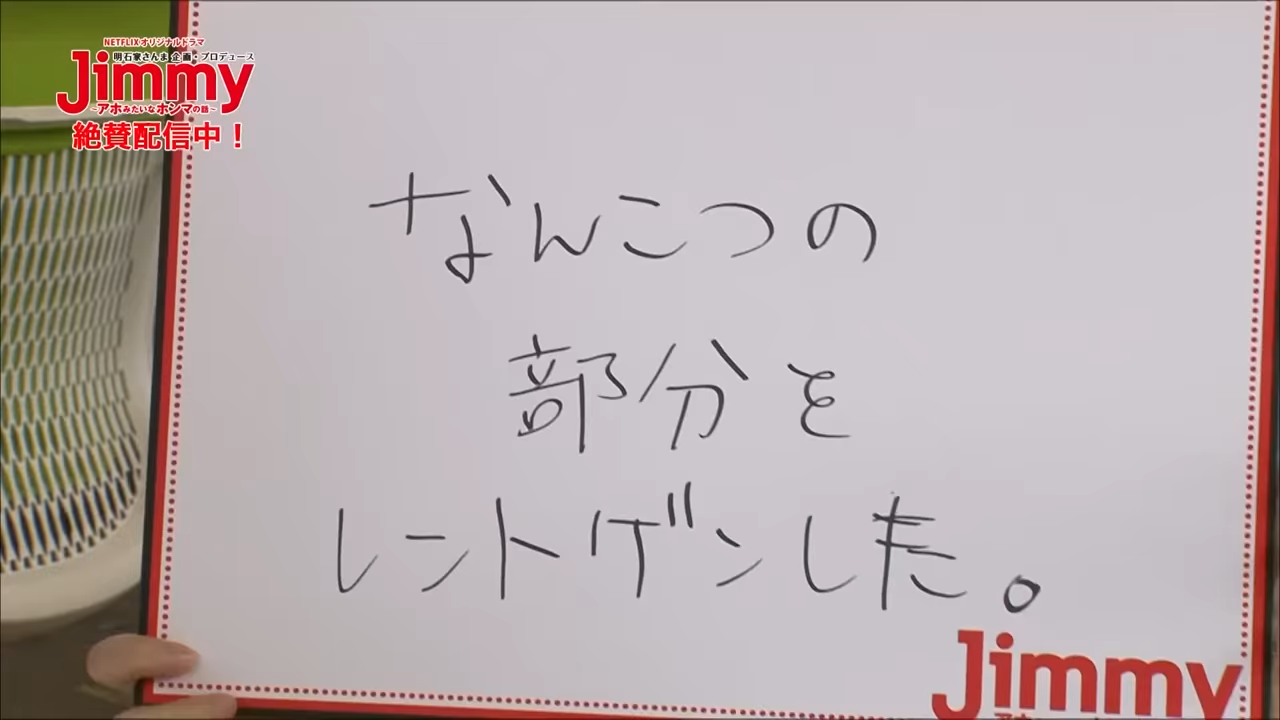 NETFLIXオリジナルドラマ
明石家さんま 企画・プロデュース
Jimmy
～アホみたいなホンマの話～
絶賛配信中！
なんこつの
部分を
レントゲンした。
Jimmy